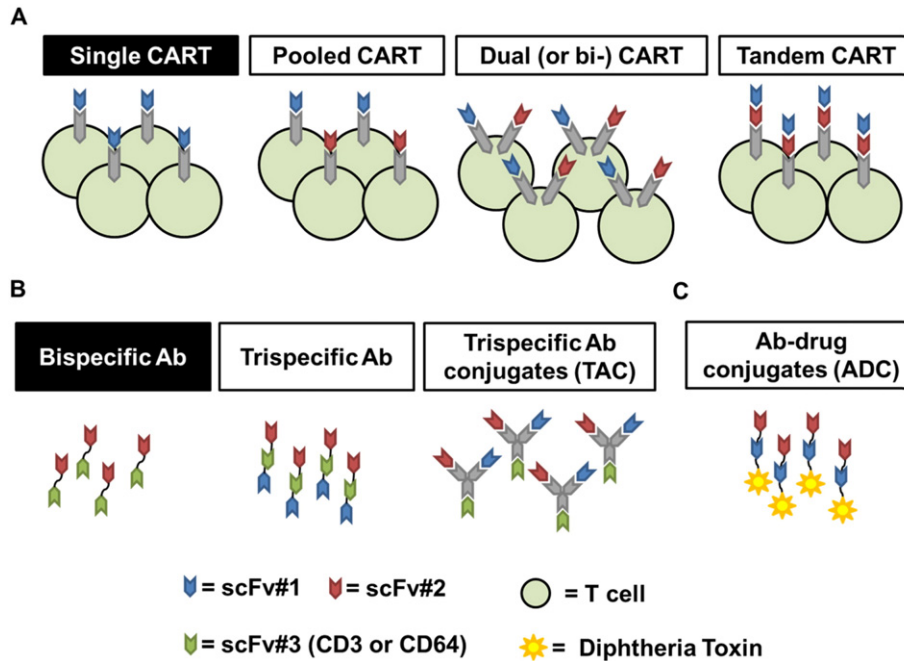 A
Single CART
Pooled CART
Dual (or bi-) CART
Tandem CART
B
C
Bispecific Ab
Trispecific Ab
Trispecific Ab
conjugates (TAC)
Ab-drug
conjugates (ADC)
= scFv#1
= scFv#2
= T cell
= scFv#3 (CD3 or CD64)
= Diphtheria Toxin